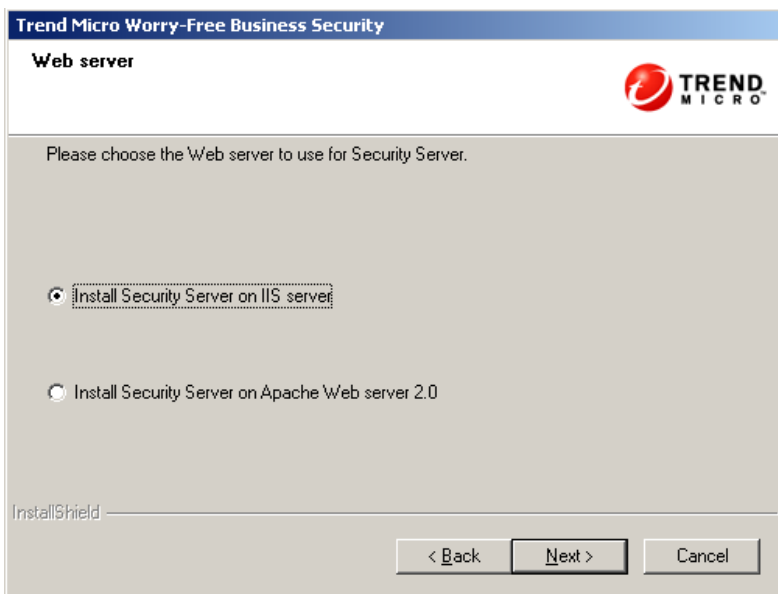 Trend Micro Worry-Free Business Security
Web server
TREND
MICRO
Please choose the Web server to use for Security Server.
Install Security Server on IIS server
Install Security Server on Apache Web server 2.0
InstallShield
< Back
Next >
Cancel